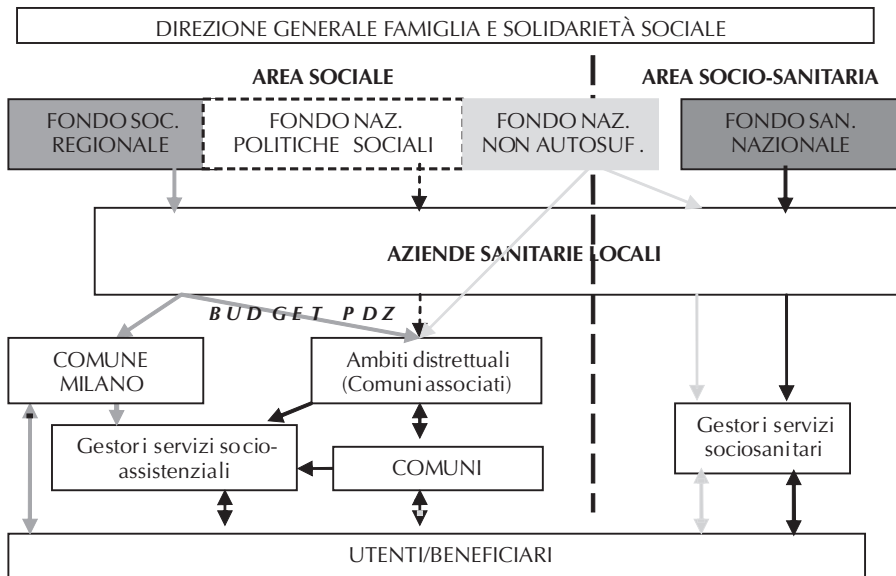 DIREZIONE GENERALE FAMIGLIA E SOLIDARIETÀ SOCIALE
AREA SOCIALE
AREA SOCIO-SANITARIA
FONDO SOC.
REGIONALE
FONDO NAZ.
POLITICHE SOCIALI
FONDO NAZ.
NON AUTOSUF.
FONDO SAN.
NAZIONALE
AZIENDE SANITARIE LOCALI
BUDGET PDZ
COMUNE
MILANO
Ambiti distrettuali
(Comuni associati)
Gestori servizi socio-
assistenziali
COMUNI
Gestori servizi
sociosanitari
UTENTI/BENEFICIARI